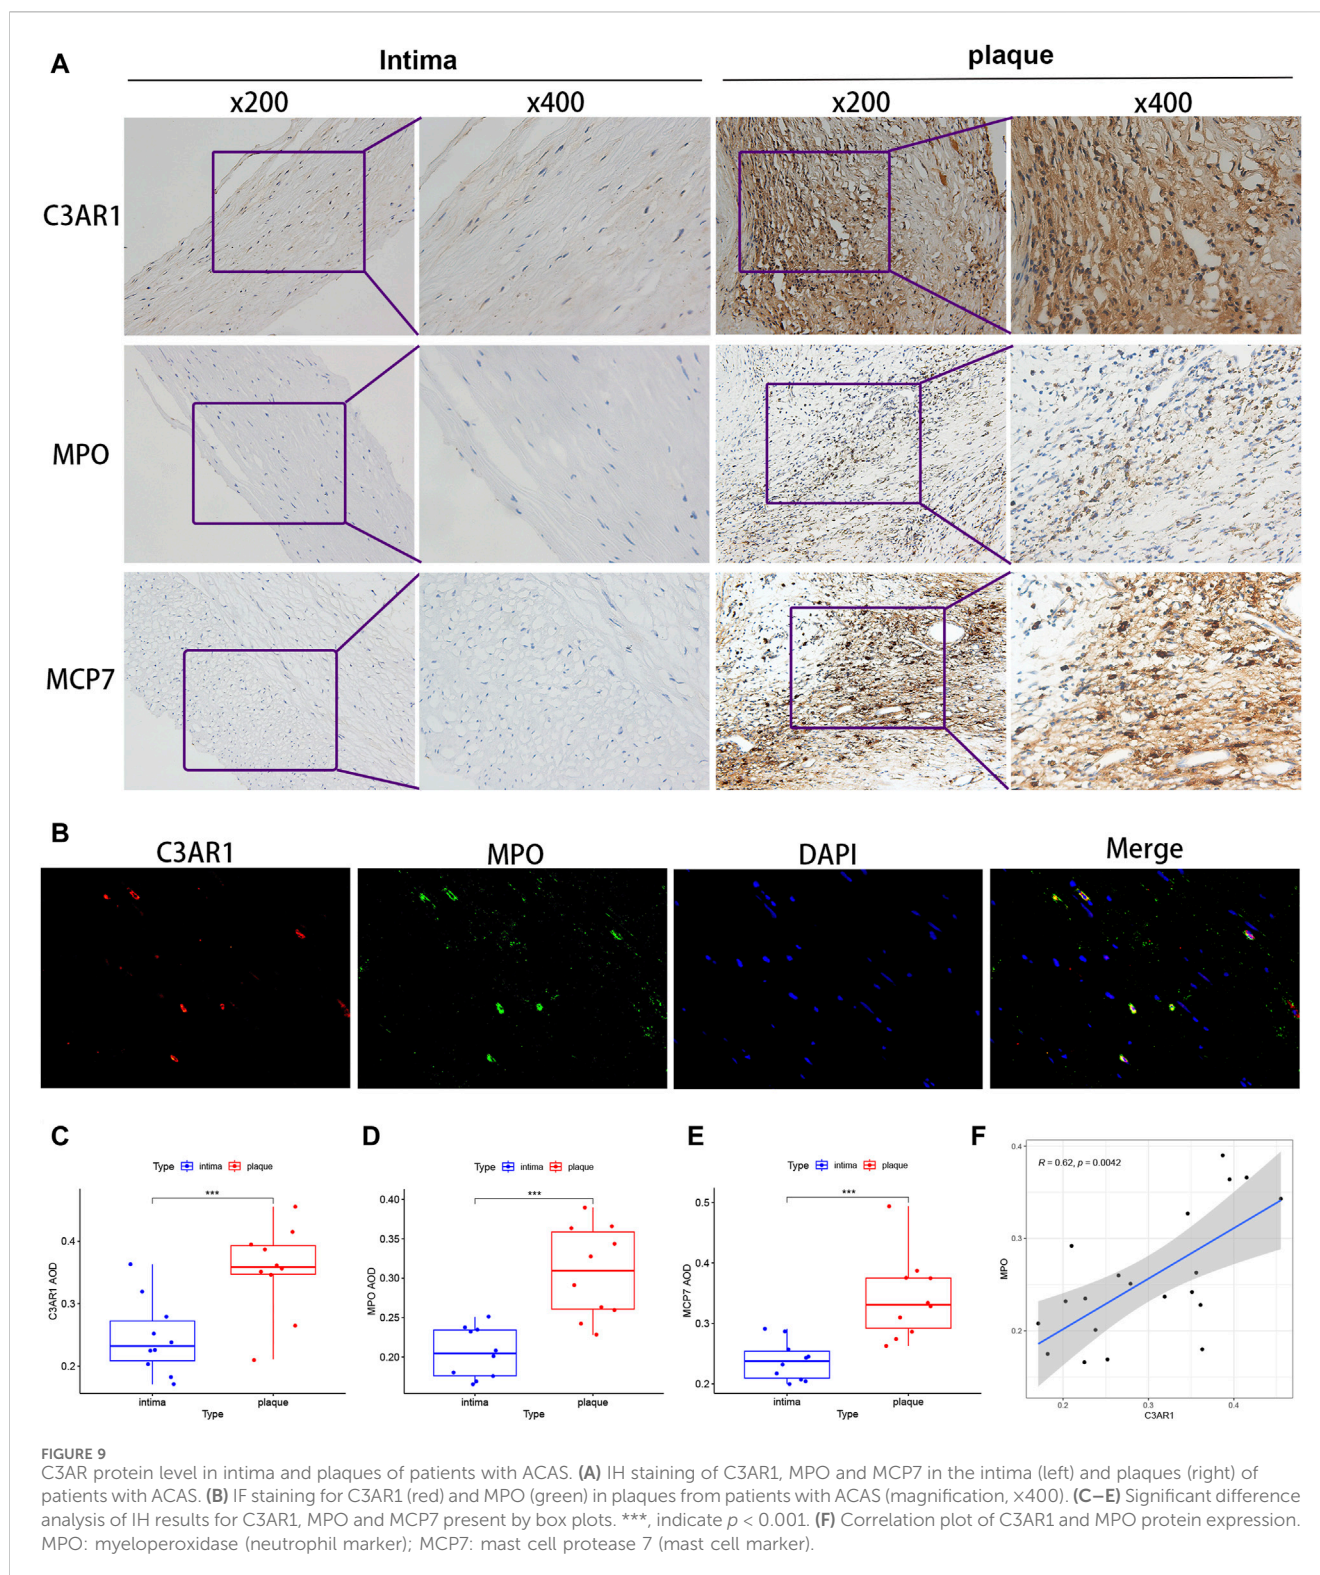 A
Intima
plaque
x200
x400
x200
x400
C3AR1
MPO
MCP7
B
C3AR1
MPO
DAPI
Merge
C
Type intima plaque
***
C3AR1 AOD
0.4
0.3
0.2
intima
plaque
Type
D
Type intima plaque
***
MPO AOD
0.40
0.35
0.30
0.25
0.20
intima
plaque
Type
E
Type intima plaque
***
MCP7 AOD
0.5
0.4
0.3
0.2
intima
plaque
Type
F
R = 0.62, p = 0.0042
MPO
0.4
0.3
0.2
0.2
0.3
0.4
C3AR1
FIGURE 9
C3AR protein level in intima and plaques of patients with ACAS. (A) IH staining of C3AR1, MPO and MCP7 in the intima (left) and plaques (right) of
patients with ACAS. (B) IF staining for C3AR1 (red) and MPO (green) in plaques from patients with ACAS (magnification, ×400). (C–E) Significant difference
analysis of IH results for C3AR1, MPO and MCP7 present by box plots. ***, indicate p < 0.001. (F) Correlation plot of C3AR1 and MPO protein expression.
MPO: myeloperoxidase (neutrophil marker); MCP7: mast cell protease 7 (mast cell marker).